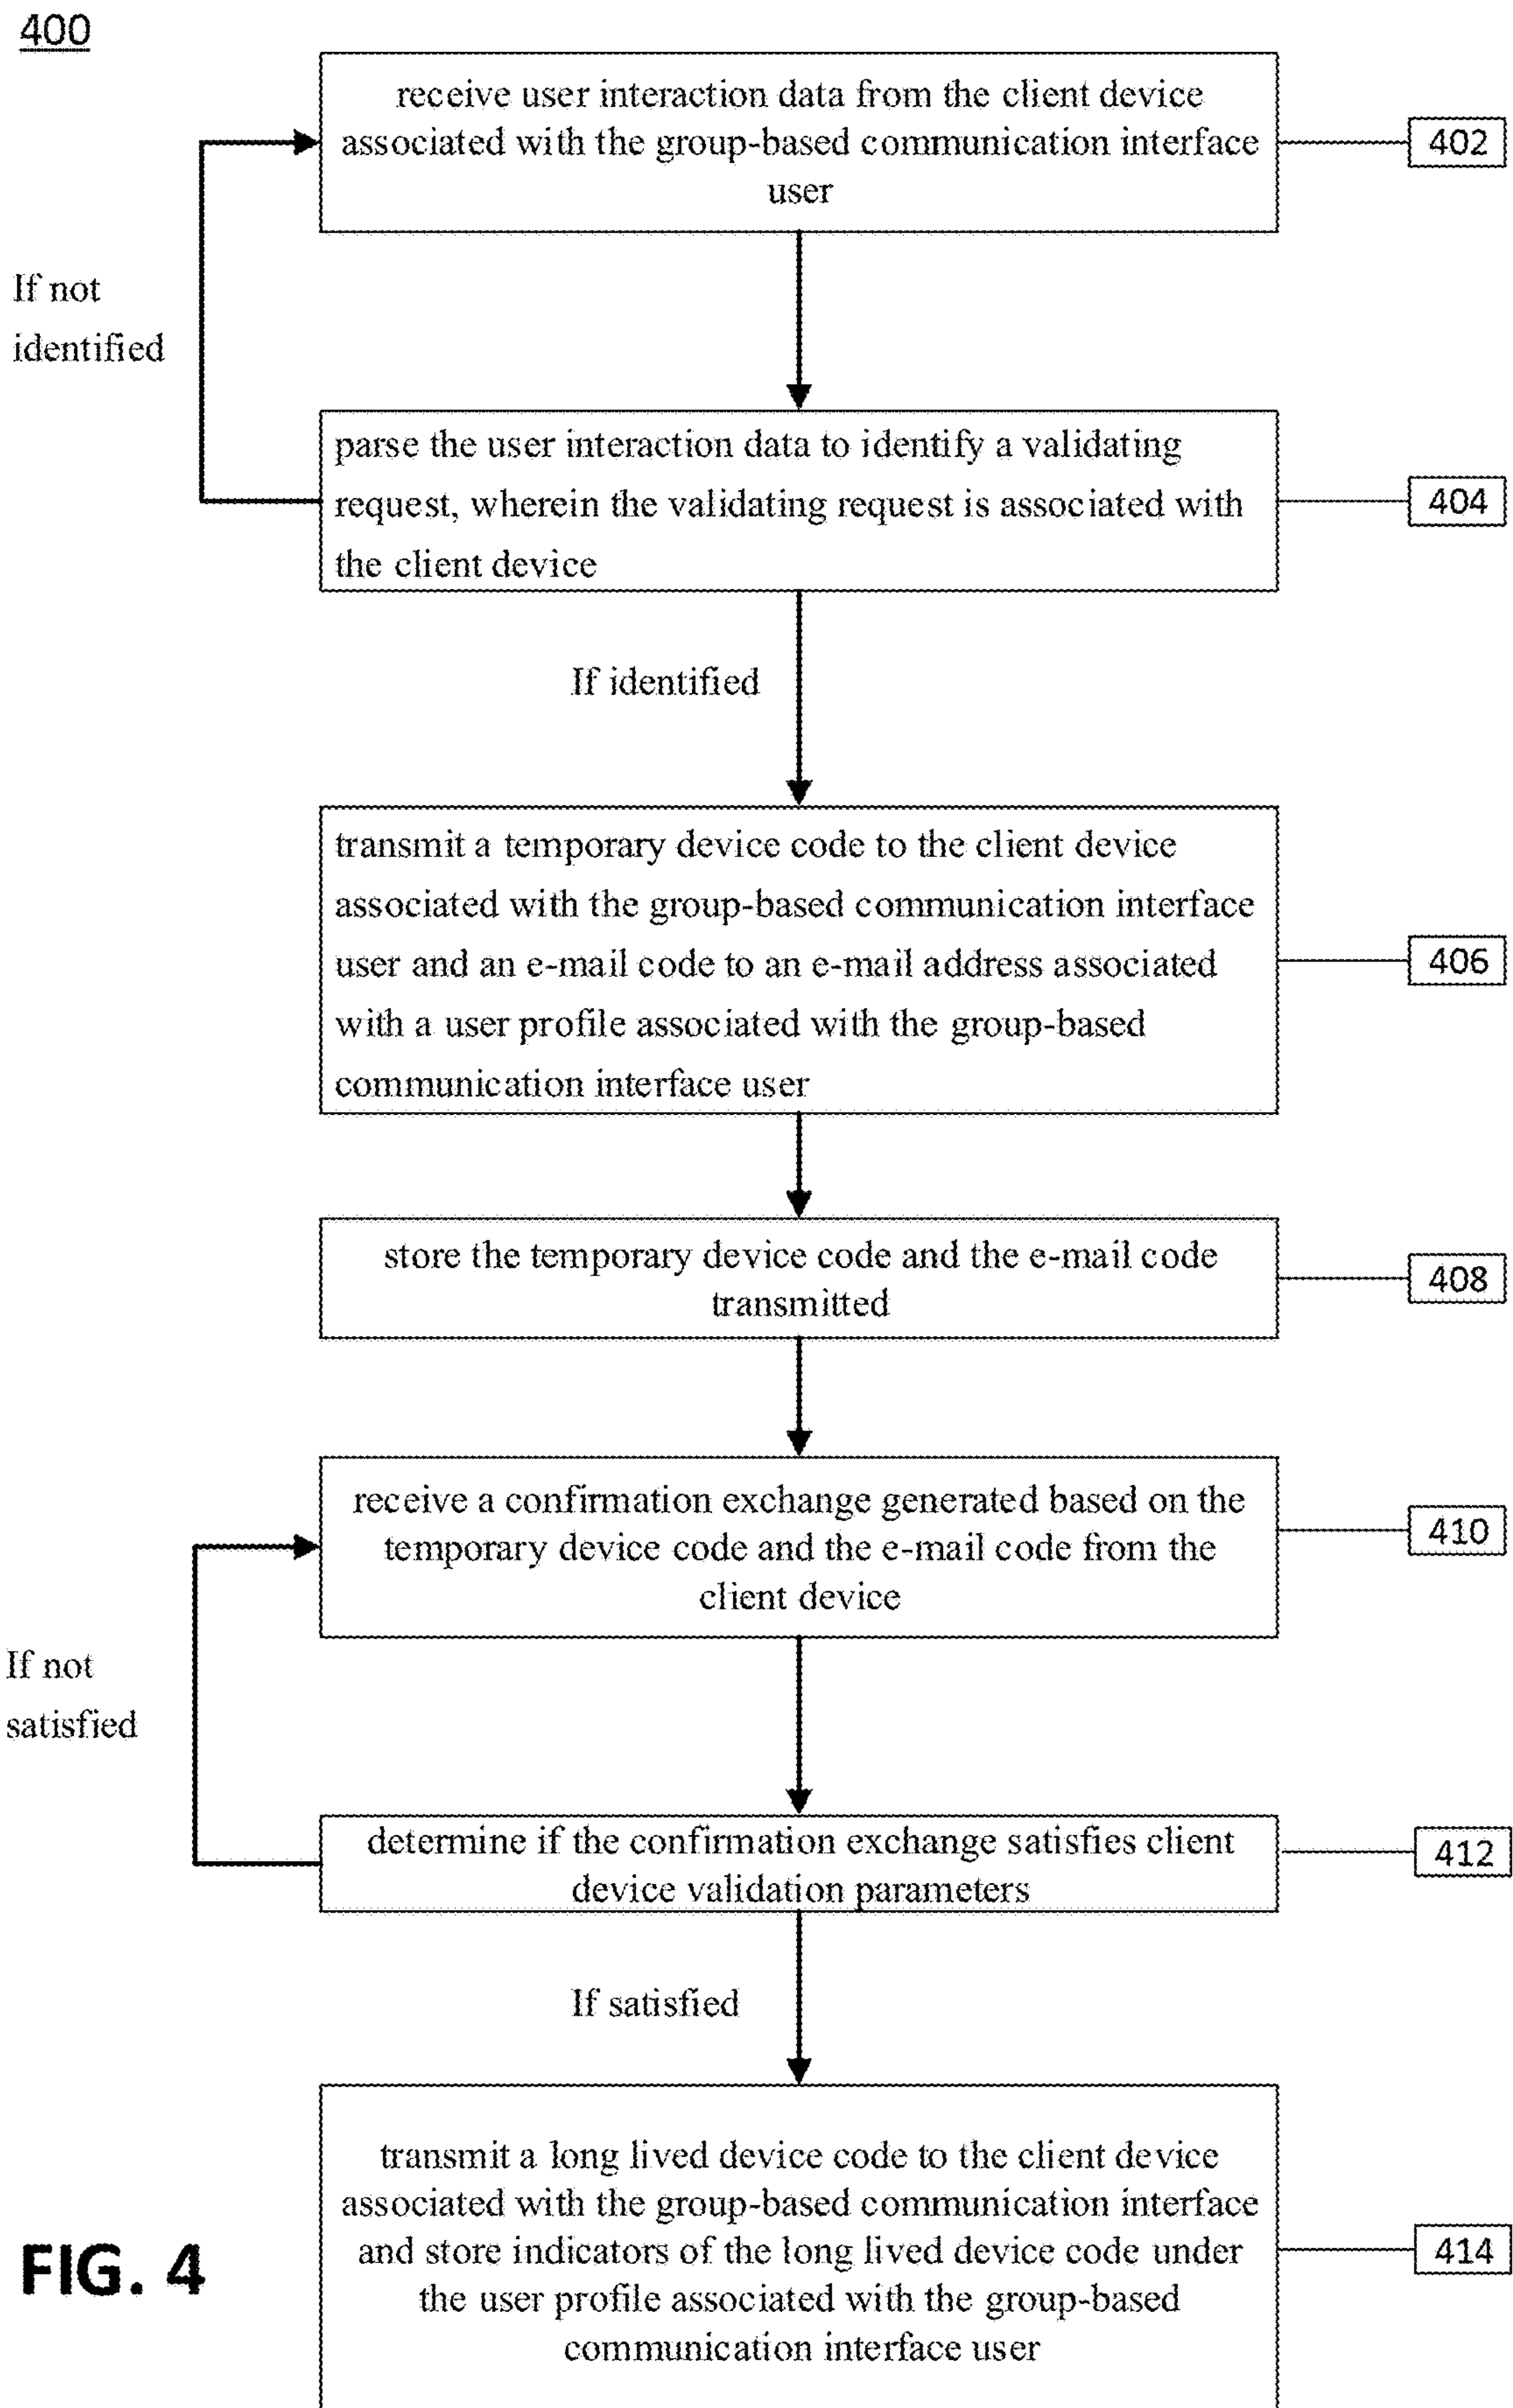 400
receive user interaction data from the client device
associated with the group-based communication interface
user
402
If not
identified
parse the user interaction data to identify a validating
request, wherein the validating request is associated with
the client device
404
If identified
transmit a temporary device code to the client device
associated with the group-based communication interface
user and an e-mail code to an e-mail address associated
with a user profile associated with the group-based
communication interface user
406
store the temporary device code and the e-mail code
transmitted
408
receive a confirmation exchange generated based on the
temporary device code and the e-mail code from the
client device
410
If not
satisfied
determine if the confirmation exchange satisfies client
device validation parameters
412
If satisfied
transmit a long lived device code to the client device
associated with the group-based communication interface
and store indicators of the long lived device code under
the user profile associated with the group-based
communication interface user
414
FIG. 4